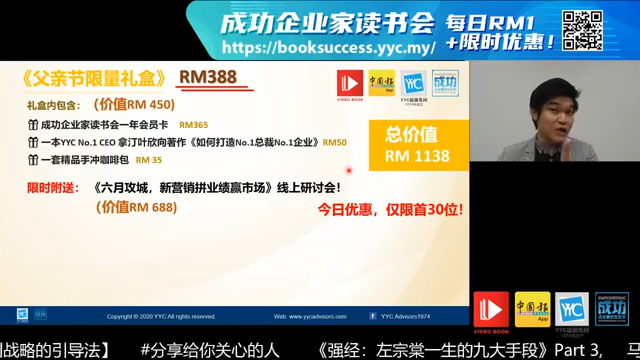 成功企业家读书会 每日RM1
https://booksuccess.yyc.my/ +限时优惠！
《父亲节限量礼盒》 RM388
礼盒内包含：（价值RM 450）
成功企业家读书会一年会员卡 RM365
一本YYC No.1 CEO 拿汀叶欣向著作《如何打造No.1总裁No.1企业》RM50
一套精品手冲咖啡包 RM 35
总价值
RM 1138
限时附送：《六月攻城，新营销拼业绩赢市场》线上研讨会！
（价值RM 688）
今日优惠，仅限首30位！
VIDEO BOOK
中国报
App
YYC
成功
Copyright © 2020 YYC All rights reserved. Web: www.yycadvisors.com YYC Advisors1974
VIDEO BOOK
中国报
App
YYC
EMPOWERING
成功
战略的引导法】 #分享给你关心的人 《强经：左宗棠一生的九大手段》Part 3,